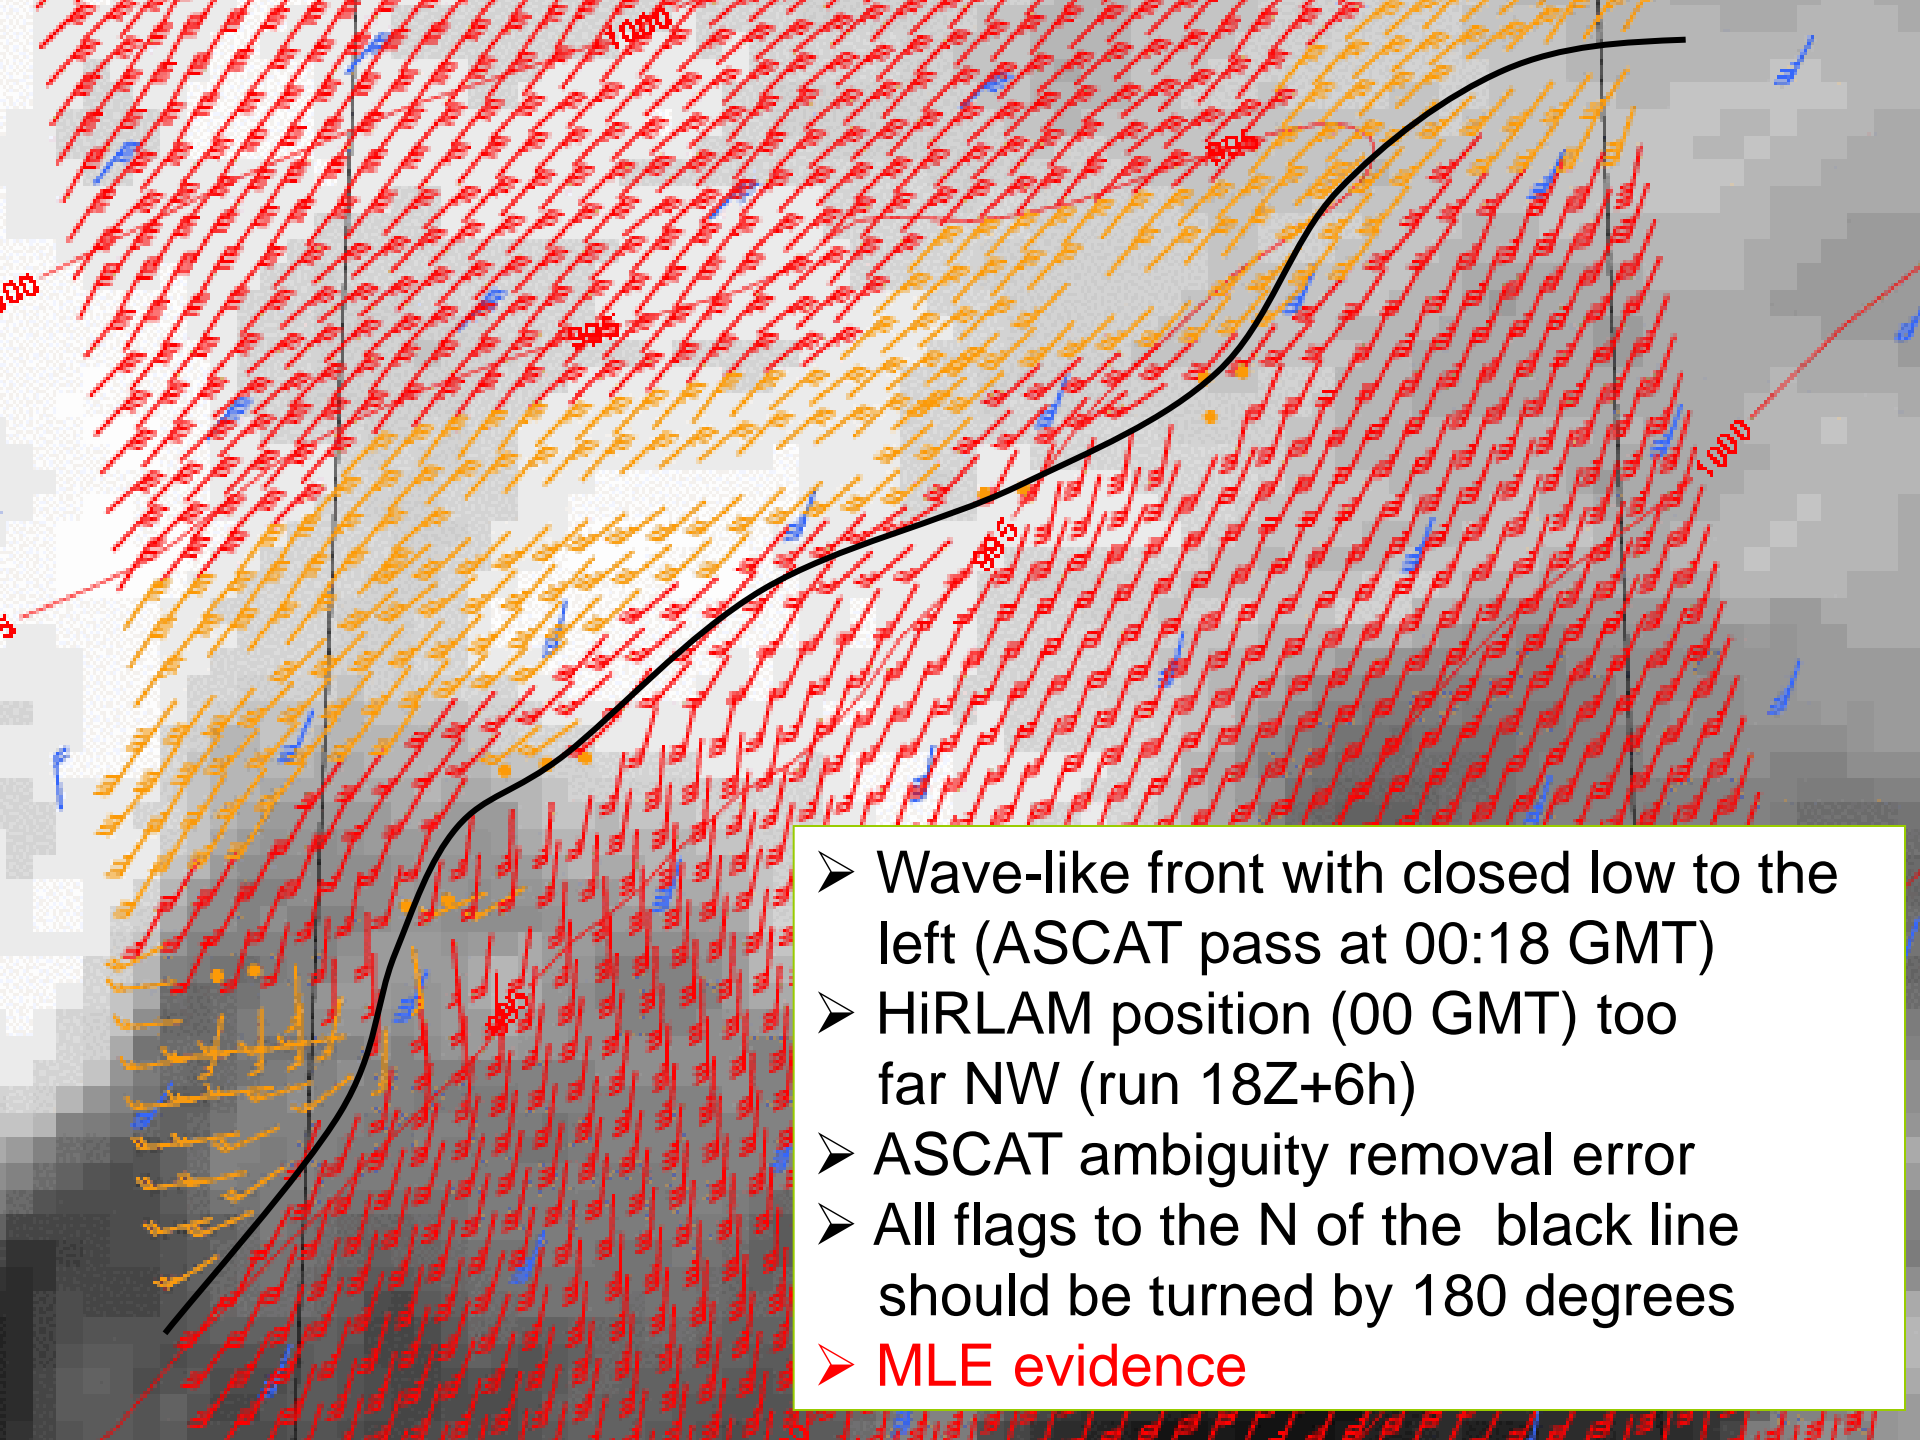 1000
995
1000
995
1000
995
➢ Wave-like front with closed low to the
left (ASCAT pass at 00:18 GMT)
➢ HiRLAM position (00 GMT) too
far NW (run 18Z+6h)
➢ ASCAT ambiguity removal error
➢ All flags to the N of the black line
should be turned by 180 degrees
➢ MLE evidence